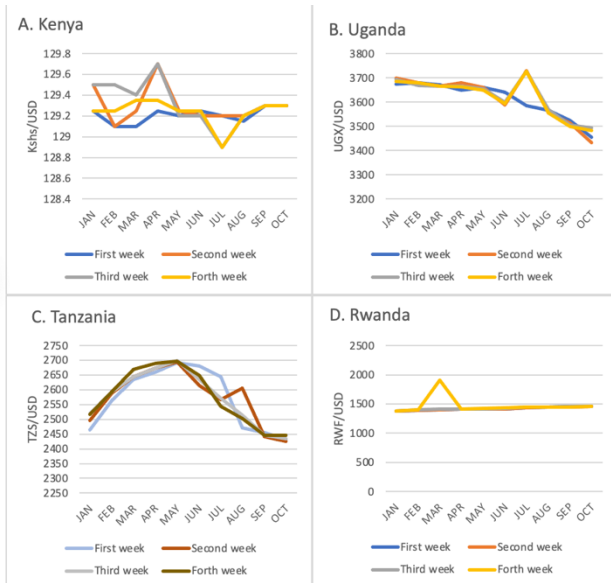 A. Kenya
Kshs/USD
129.8
129.6
129.4
129.2
129
128.8
128.6
128.4
JAN FEB MAR APR MAY JUN JUL AUG SEP OCT
First week Second week
Third week Forth week
B. Uganda
UGX/USD
3800
3700
3600
3500
3400
3300
3200
JAN FEB MAR APR MAY JUN JUL AUG SEP OCT
First week Second week
Third week Forth week
C. Tanzania
TZS/USD
2750
2700
2650
2600
2550
2500
2450
2400
2350
2300
2250
JAN FEB MAR APR MAY JUN JUL AUG SEP OCT
First week Second week
Third week Forth week
D. Rwanda
RWF/USD
2500
2000
1500
1000
500
0
JAN FEB MAR APR MAY JUN JUL AUG SEP OCT
First week Second week
Third week Forth week